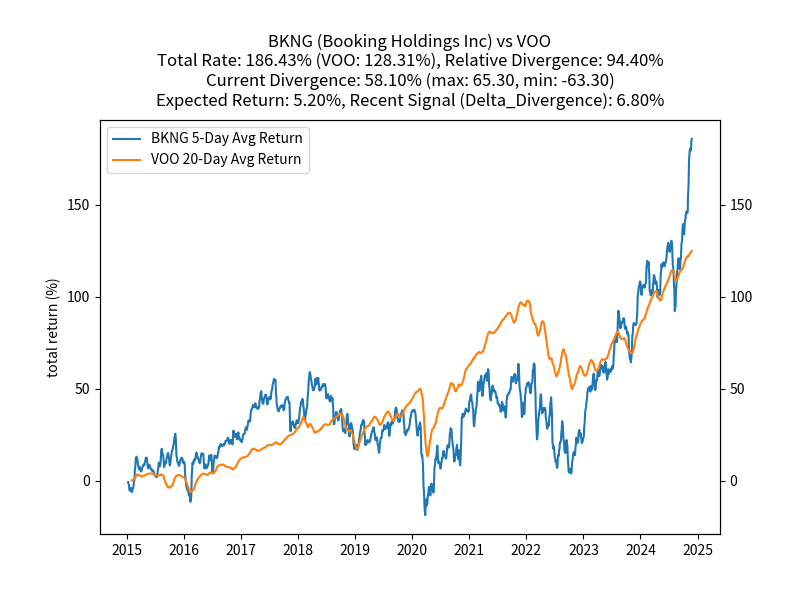 BKNG (Booking Holdings Inc) vs VOO
Total Rate: 186.43% (VOO: 128.31%), Relative Divergence: 94.40%
Current Divergence: 58.10% (max: 65.30, min: -63.30)
Expected Return: 5.20%, Recent Signal (Delta_Divergence): 6.80%
BKNG 5-Day Avg Return
VOO 20-Day Avg Return
total return (%)
150
100
50
0
150
100
50
0
2015 2016 2017 2018 2019 2020 2021 2022 2023 2024 2025